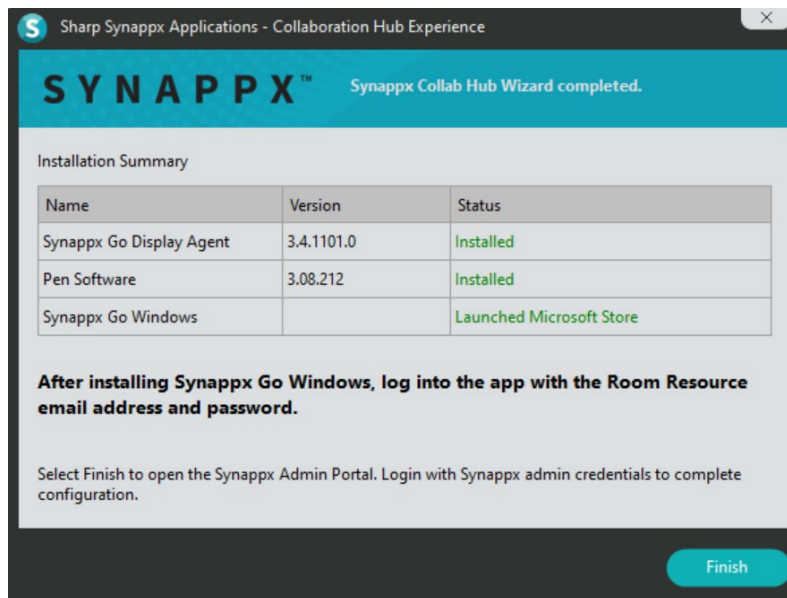 S Sharp Synappx Applications - Collaboration Hub Experience
SYNAPPX™ Synappx Collab Hub Wizard completed.
Installation Summary
Name Version Status
Synappx Go Display Agent 3.4.1101.0 Installed
Pen Software 3.08.212 Installed
Synappx Go Windows Launched Microsoft Store
After installing Synappx Go Windows, log into the app with the Room Resource
email address and password.
Select Finish to open the Synappx Admin Portal. Login with Synappx admin credentials to complete
configuration.
Finish